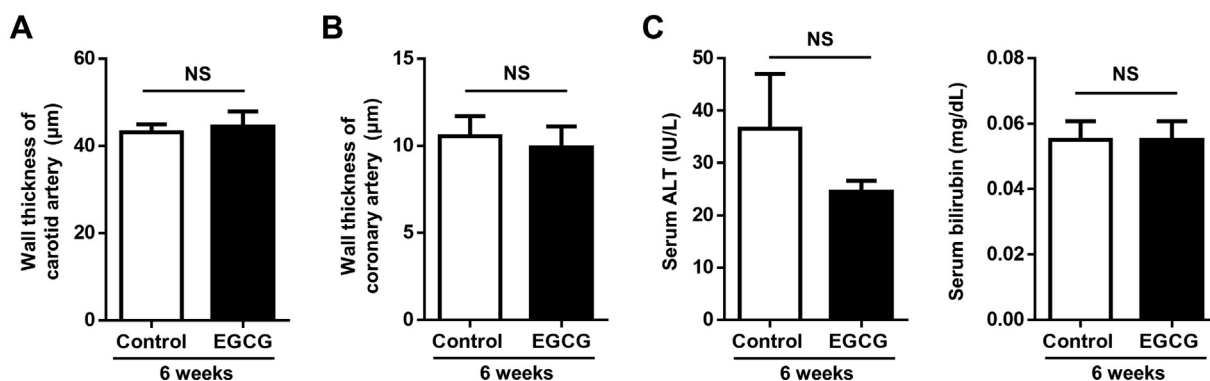 A
Wall thickness of
carotid artery (µm)
60
40
20
0
NS
Control
EGCG
6 weeks
B
Wall thickness of
coronary artery (µm)
15
10
5
0
NS
Control
EGCG
6 weeks
C
Serum ALT (IU/L)
50
40
30
20
10
0
NS
Control
EGCG
6 weeks
Serum bilirubin (mg/dL)
0.08
0.06
0.04
0.02
0.00
NS
Control
EGCG
6 weeks